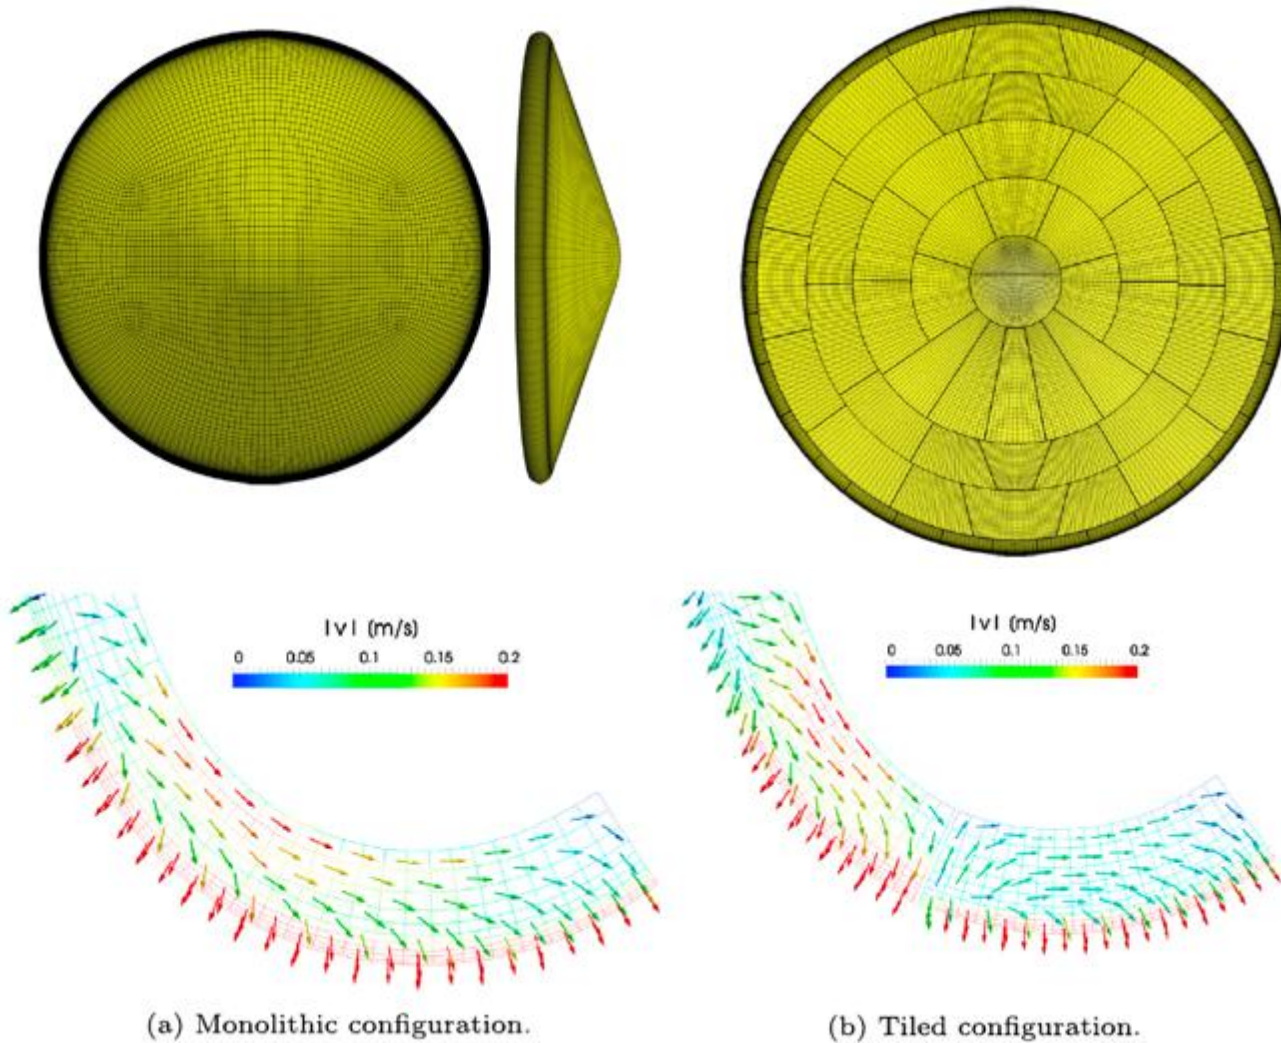 |v| (m/s)
0 0.05 0.1 0.15 0.2
|v| (m/s)
0 0.05 0.1 0.15 0.2
(a) Monolithic configuration.
(b) Tiled configuration.